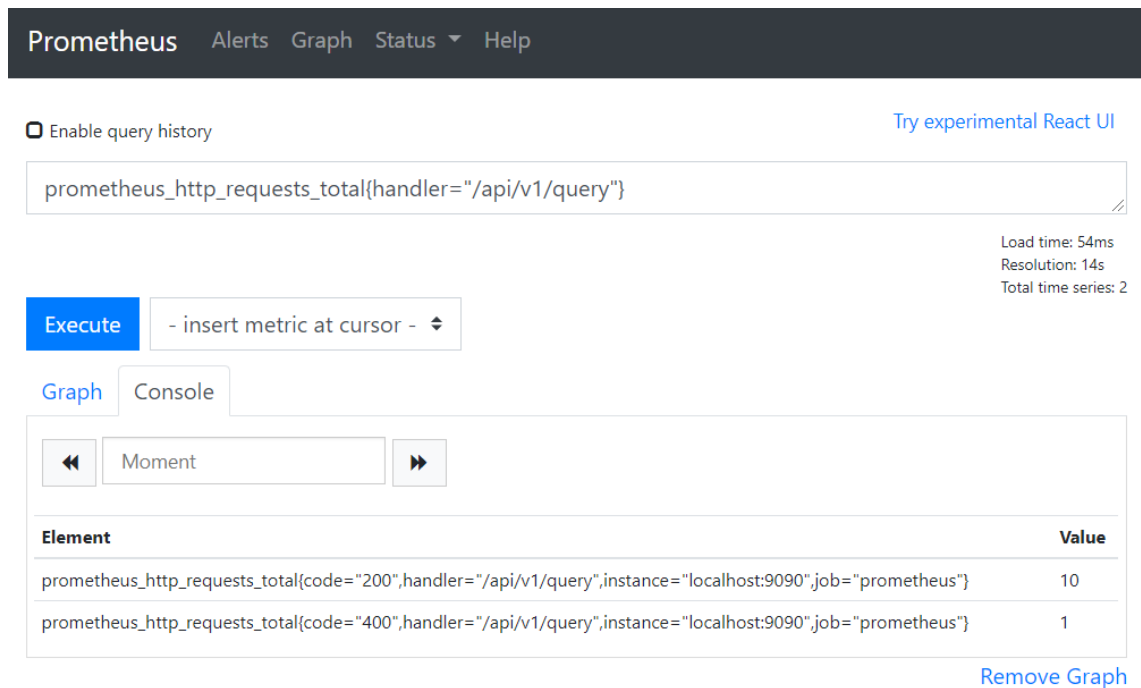 Prometheus Alerts Graph Status Help
Enable query history
Try experimental React UI
prometheus_http_requests_total{handler="/api/v1/query"}
Load time: 54ms
Resolution: 14s
Total time series: 2
Execute
- insert metric at cursor -
Graph Console
Moment
Element Value
prometheus_http_requests_total{code="200",handler="/api/v1/query",instance="localhost:9090",job="prometheus"} 10
prometheus_http_requests_total{code="400",handler="/api/v1/query",instance="localhost:9090",job="prometheus"} 1
Remove Graph